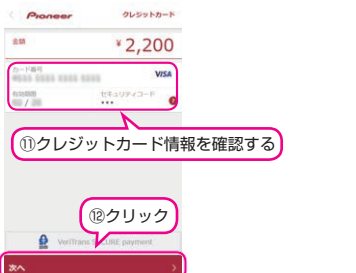 Pioneer
クレジットカード
金額
¥ 2,200
カード番号
VISA
有効期限
セキュリティコード
•••
⑪クレジットカード情報を確認する
⑫クリック
VeriTrans SECURE payment
次へ